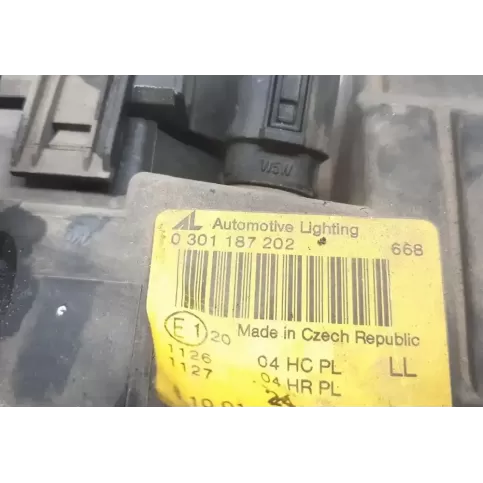 W5W
AL Automotive Lighting
0 301 187 202 668
E1 20
Made in Czech Republic
1126 04 HC PL LL
1127 04 HR PL